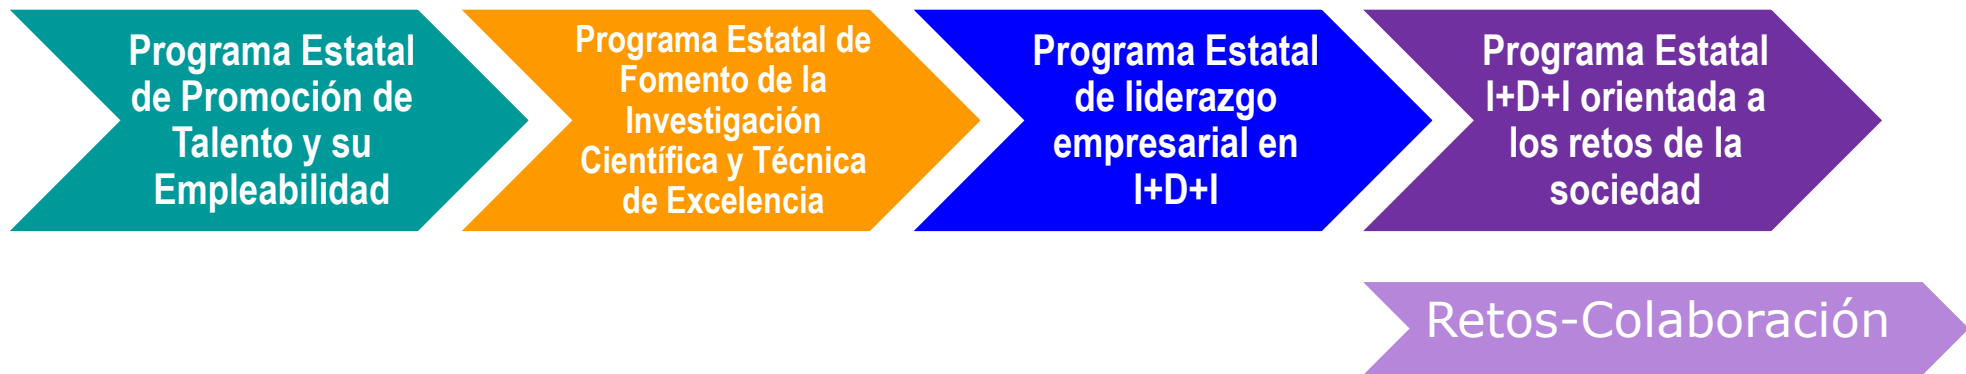 Programa Estatal
de Promoción de
Talento y su
Empleabilidad
Programa Estatal de
Fomento de la
Investigación
Científica y Técnica
de Excelencia
Programa Estatal
de liderazgo
empresarial en
I+D+I
Programa Estatal
I+D+I orientada a
los retos de la
sociedad
Retos-Colaboración